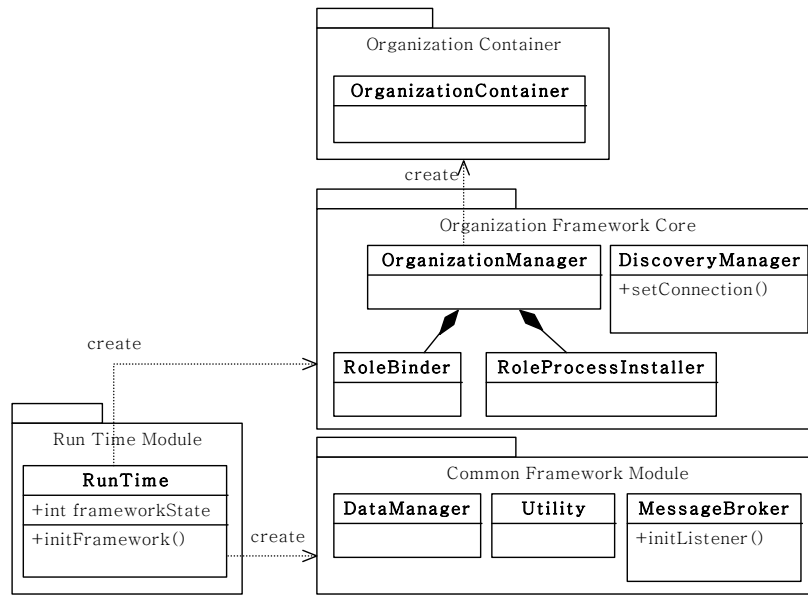 Organization Container
OrganizationContainer
create
Organization Framework Core
OrganizationManager
DiscoveryManager
+setConnection()
create
RoleBinder
RoleProcessInstaller
Run Time Module
Common Framework Module
RunTime
+int frameworkState
+initFramework()
create
DataManager
Utility
MessageBroker
+initListener()